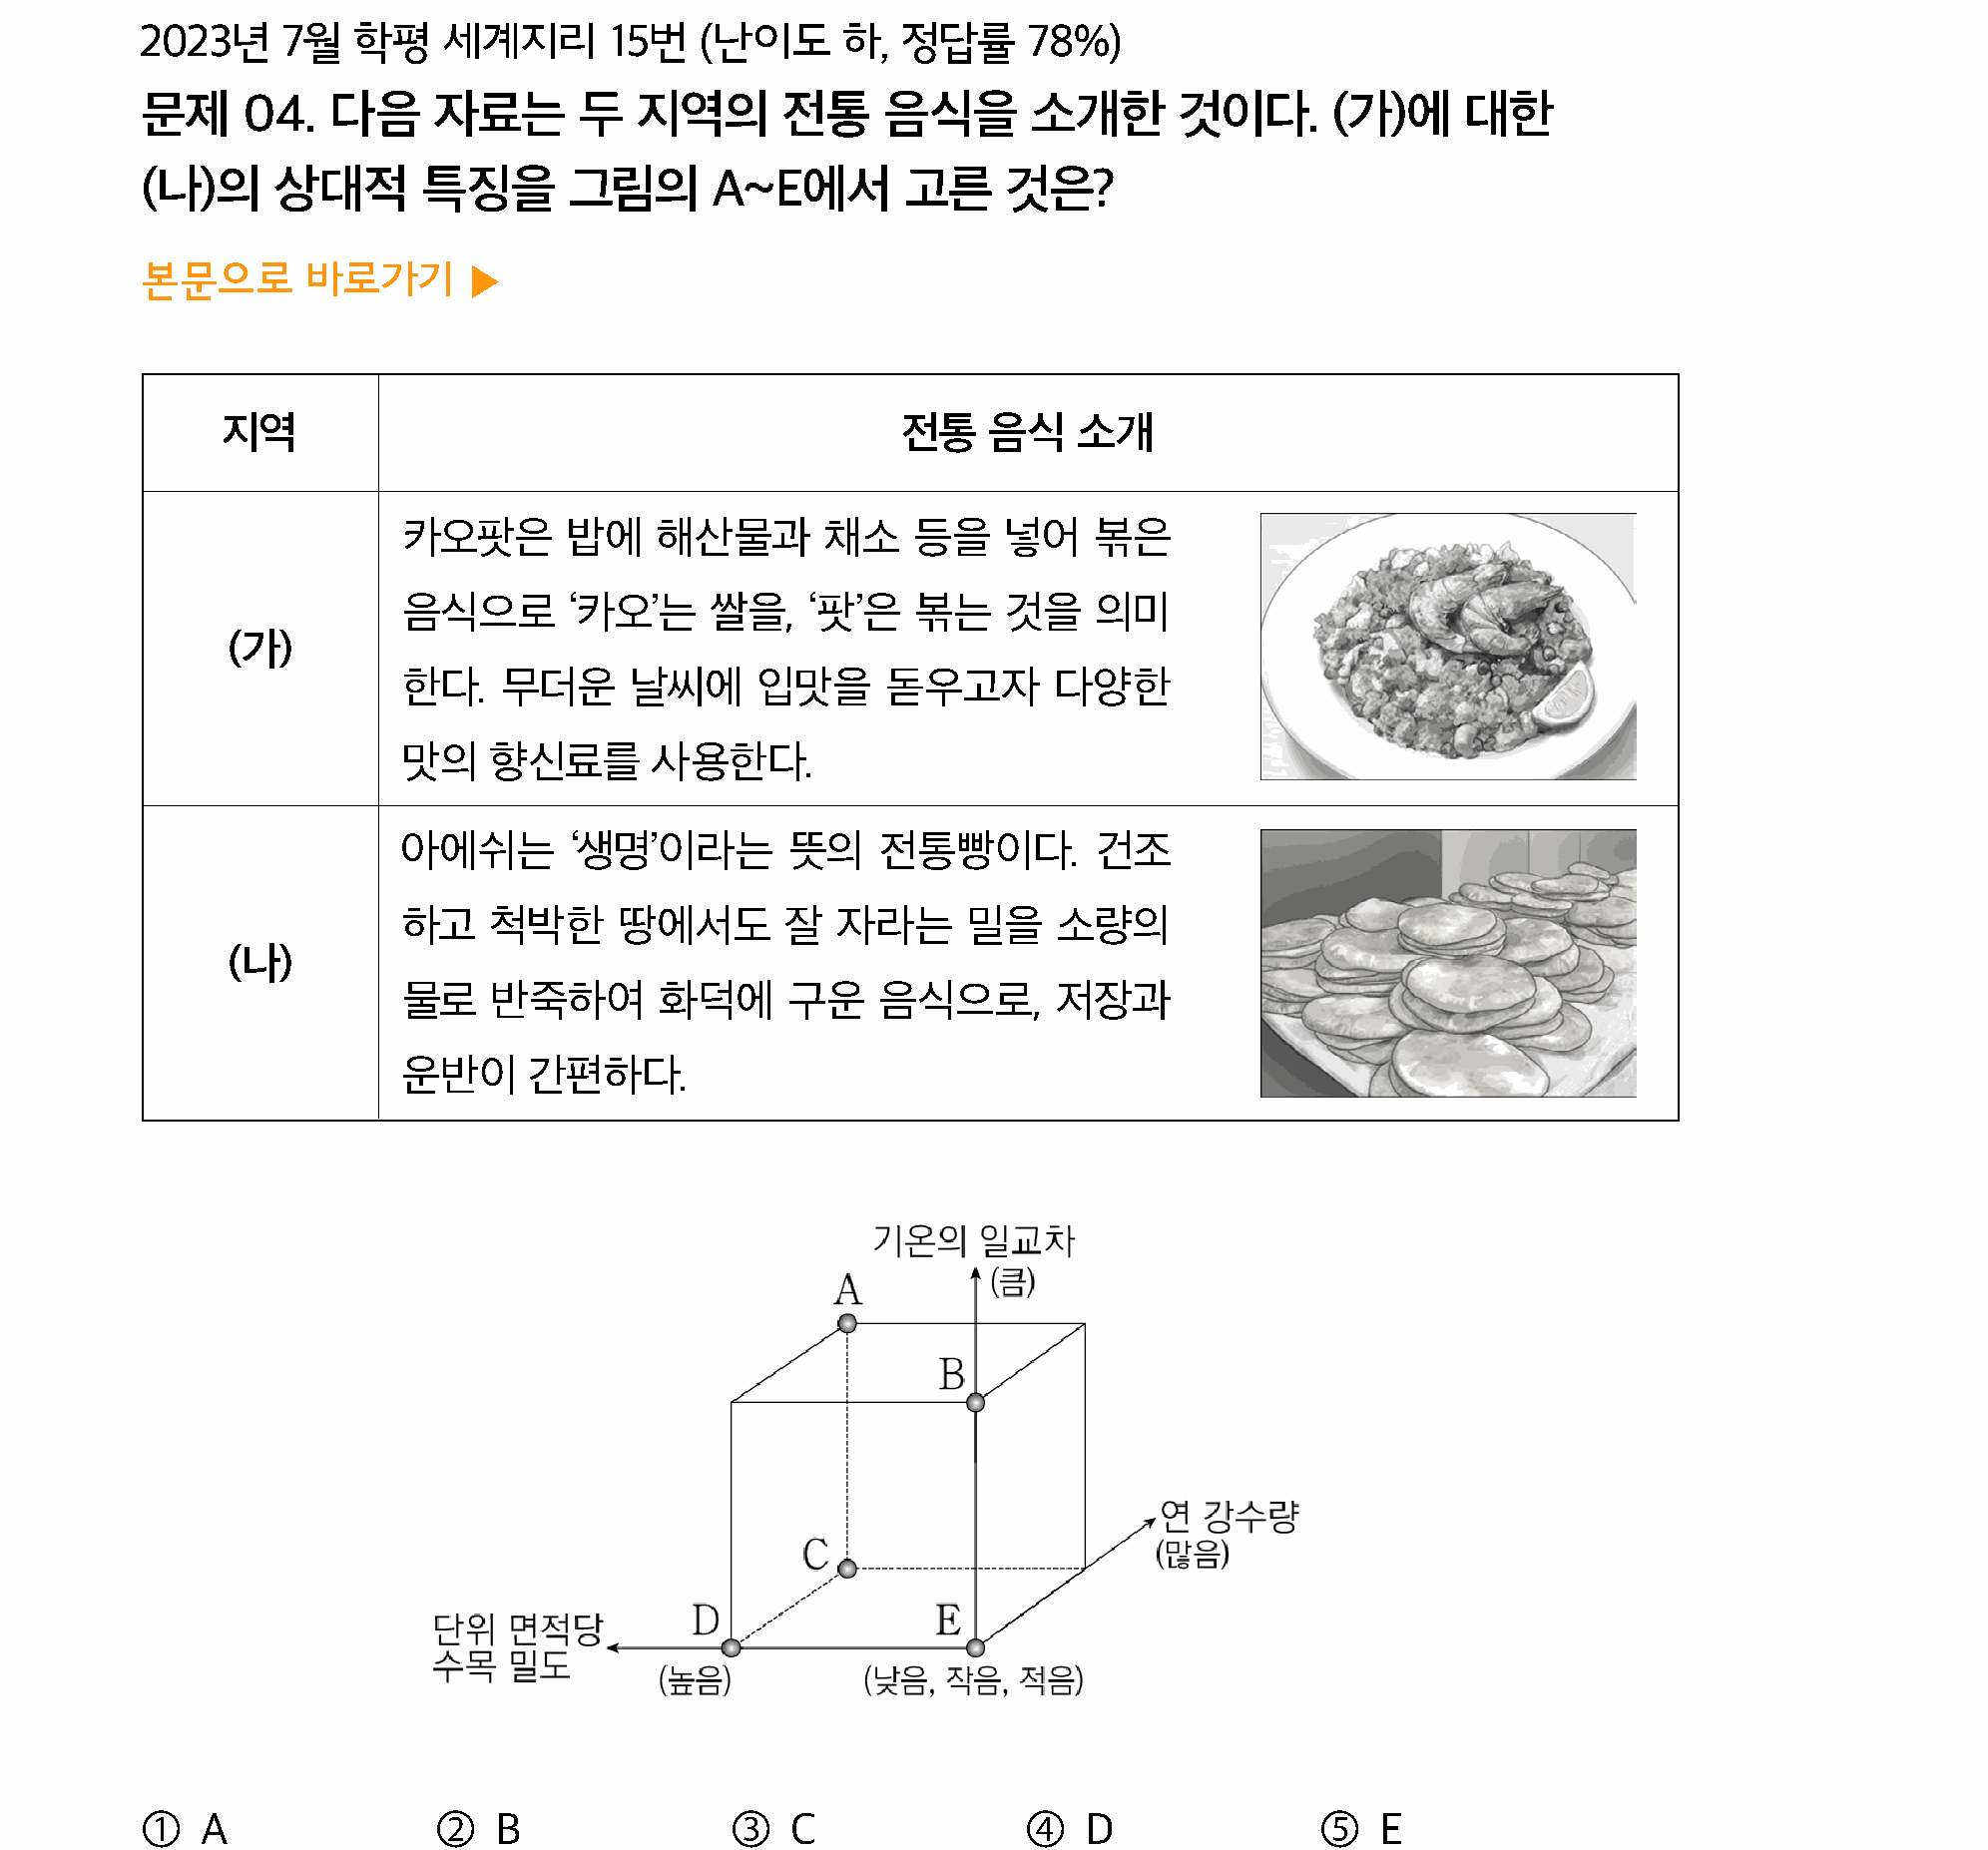 2023년 7월 학평 세계지리 15번 (난이도 하, 정답률 78%)
문제 04. 다음 자료는 두 지역의 전통 음식을 소개한 것이다. (가)에 대한
(나)의 상대적 특징을 그림의 A~E에서 고른 것은?
본문으로 바로가기 ▶
지역
전통 음식 소개
(가)
카오팟은 밥에 해산물과 채소 등을 넣어 볶은
음식으로 ‘카오’는 쌀을, ‘팟’은 볶는 것을 의미
한다. 무더운 날씨에 입맛을 돋우고자 다양한
맛의 향신료를 사용한다.
(나)
아에쉬는 ‘생명’이라는 뜻의 전통빵이다. 건조
하고 척박한 땅에서도 잘 자라는 밀을 소량의
물로 반죽하여 화덕에 구운 음식으로, 저장과
운반이 간편하다.
기온의 일교차
(큼)
A
B
연 강수량
(많음)
C
D
E
단위 면적당
수목 밀도
(높음)
(낮음, 작음, 적음)
① A ② B ③ C ④ D ⑤ E